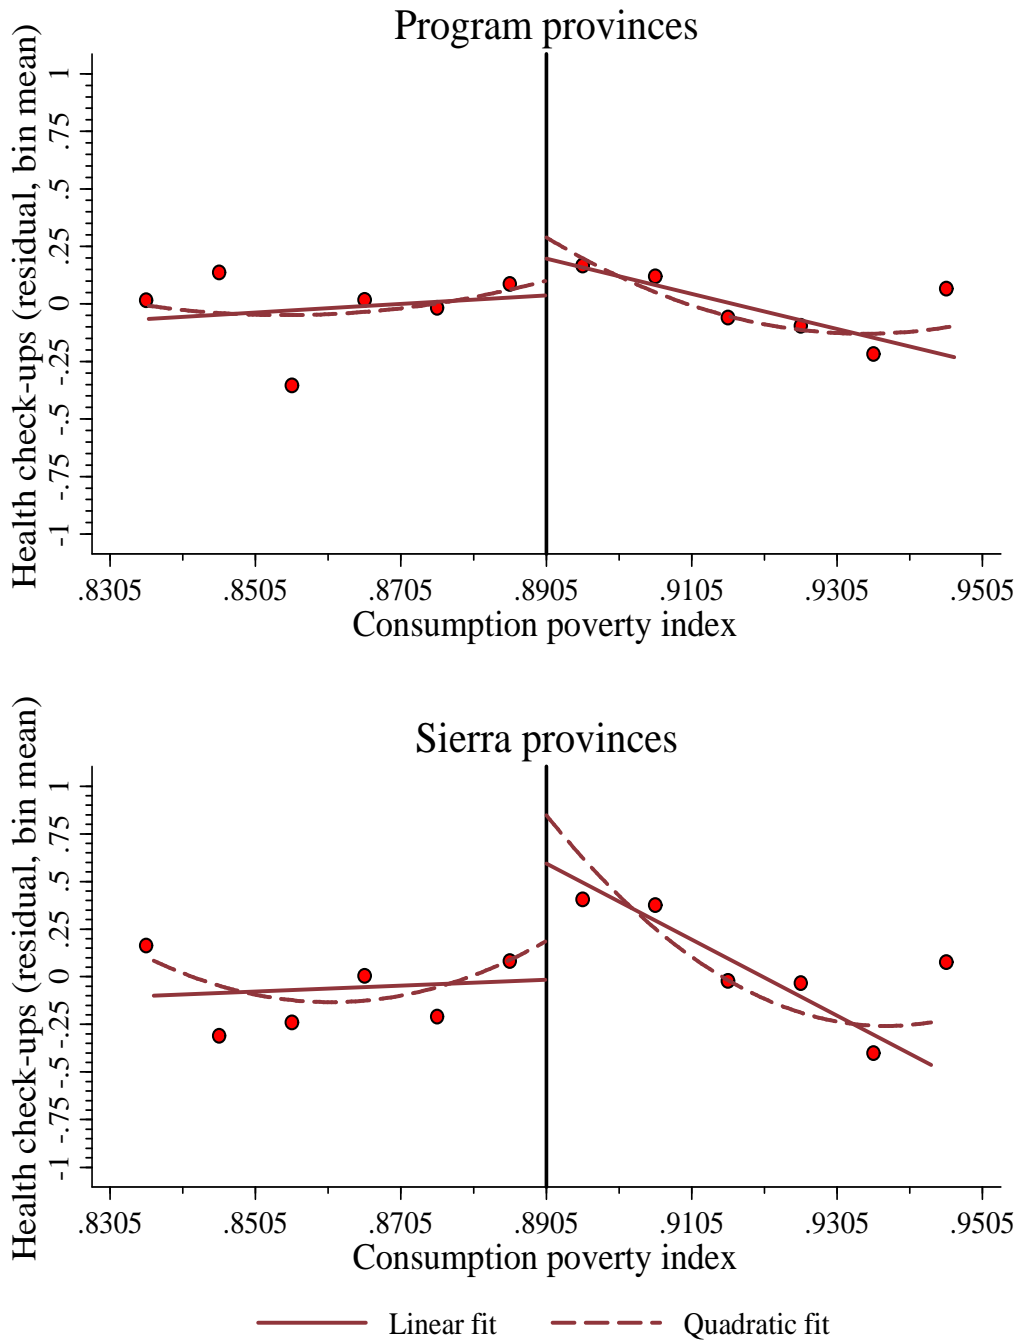 Program provinces
Health check-ups (residual, bin mean)
1
.75
.5
.25
0
-.25
-.5
-.75
-1
.8305 .8505 .8705 .8905 .9105 .9305 .9505
Consumption poverty index
Sierra provinces
Health check-ups (residual, bin mean)
1
.75
.5
.25
0
-.25
-.5
-.75
-1
.8305 .8505 .8705 .8905 .9105 .9305 .9505
Consumption poverty index
Linear fit Quadratic fit